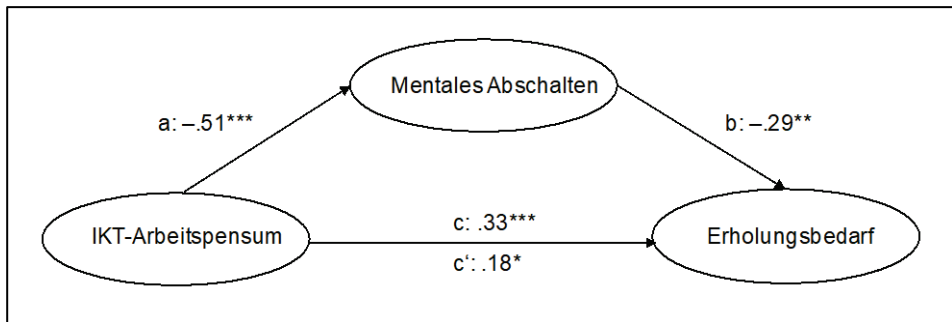 Mentales Abschalten
a: –.51***
b: –.29**
IKT-Arbeitspensum
c: .33***
c‘: .18*
Erholungsbedarf